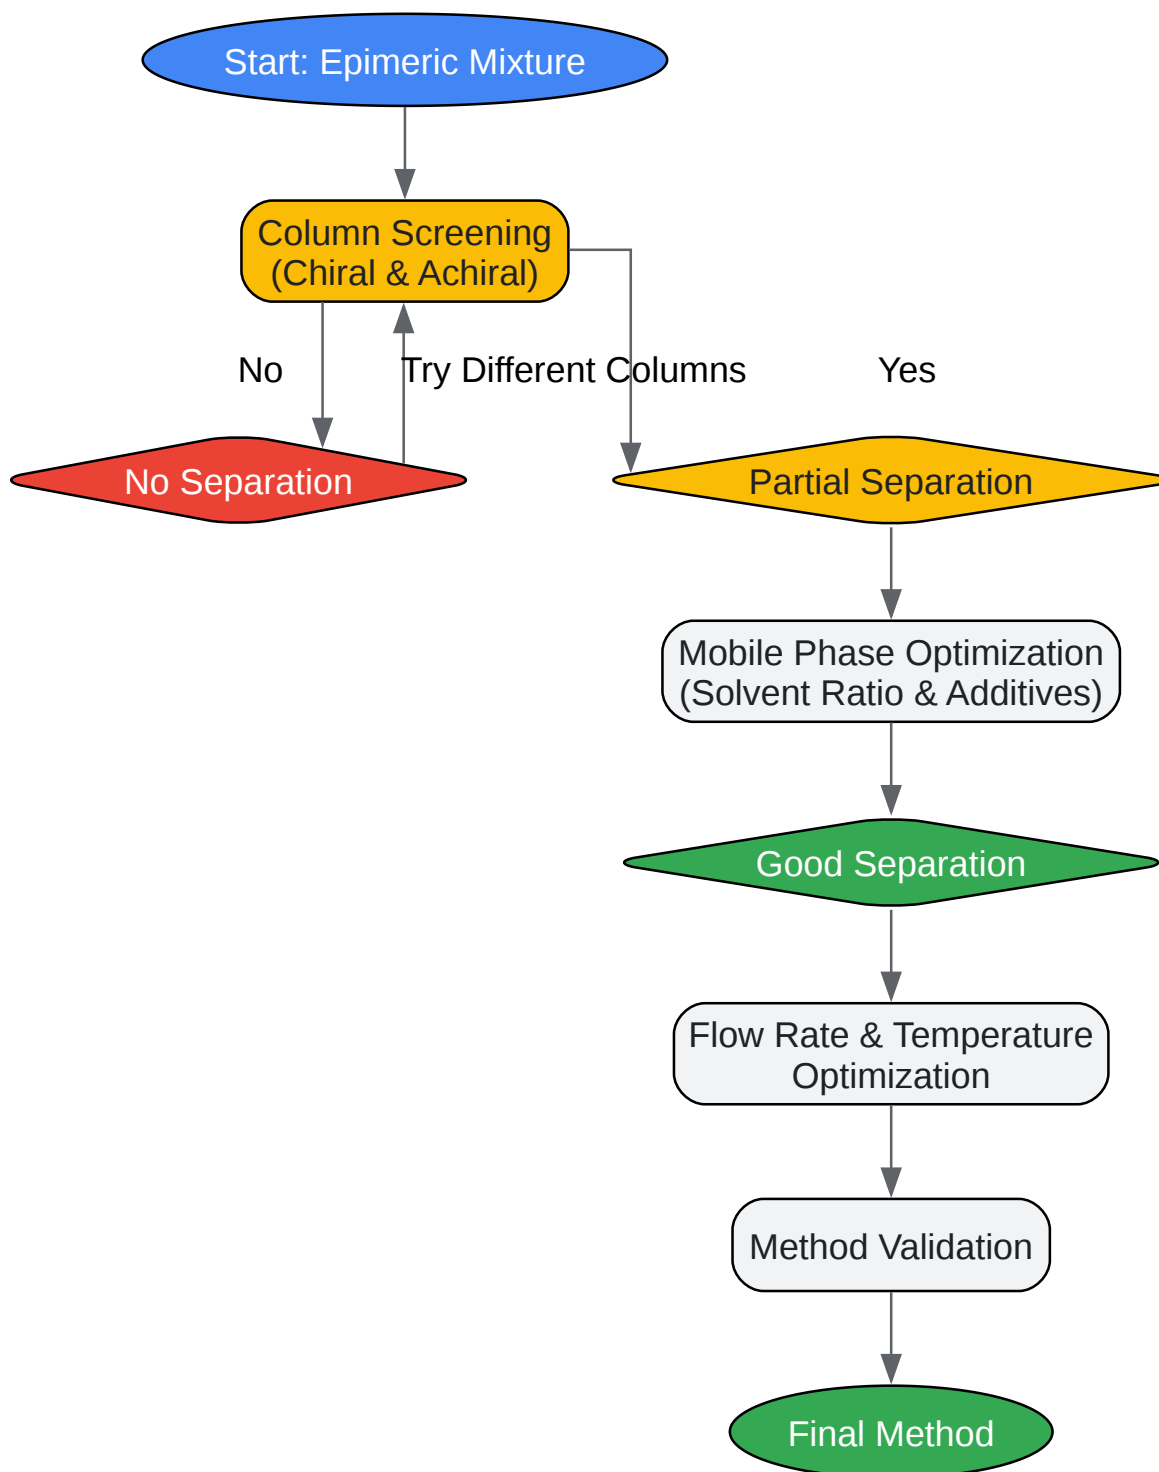 Start: Epimeric Mixture
Column Screening
(Chiral & Achiral)
No
Try Different Columns
Yes
No Separation
Partial Separation
Mobile Phase Optimization
(Solvent Ratio & Additives)
Good Separation
Flow Rate & Temperature
Optimization
Method Validation
Final Method